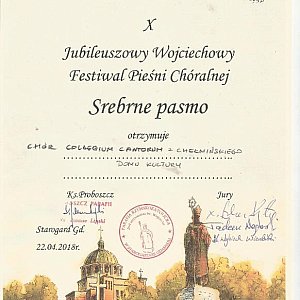 X
Jubileuszowy Wojciechowy
Festiwal Pieśni Chóralnej
Srebrne pasmo
otrzymuje
CHÓR COLLEGIUM CANTORUM z CHEŁMIŃSKIEGO
DOMU KULTURY
Ks.Proboszcz
Jury
Starogard Gd.
22.04.2018r.